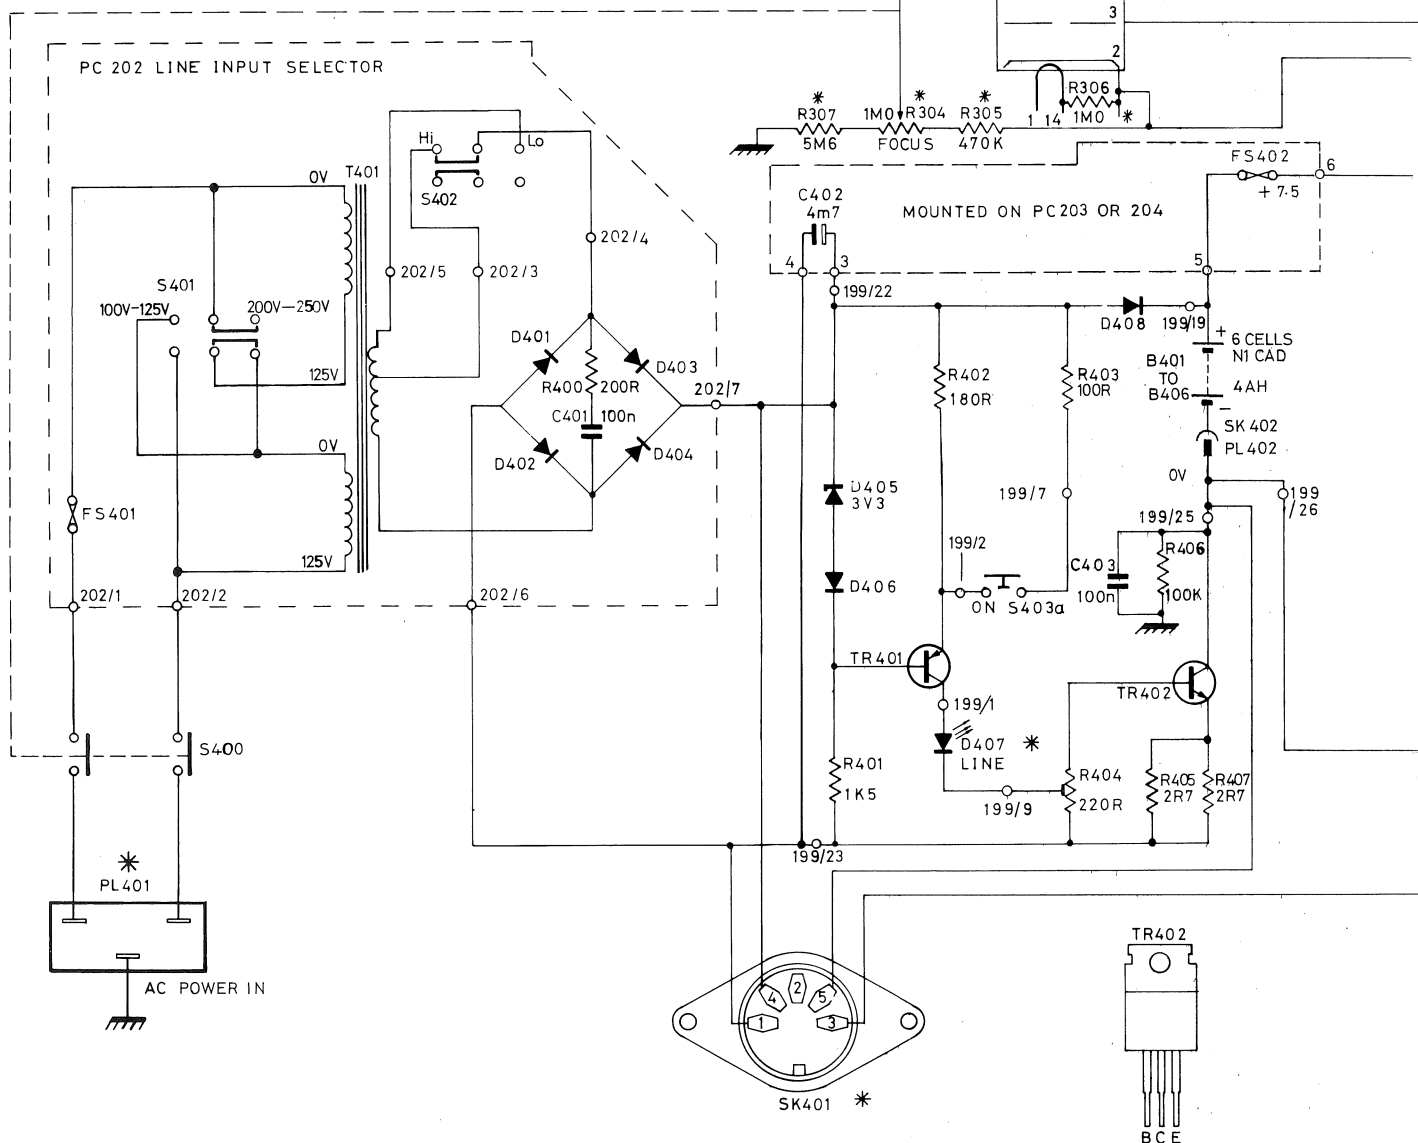 3
2
R306
1M0
*
1 14
* * *
R307 1M0 R304 R305
5M6 FOCUS 470K
PC 202 LINE INPUT SELECTOR
Hi
Lo
S402
0V
T401
FS402
6
+ 7.5
C402
4m7
MOUNTED ON PC203 OR 204
4
3
5
202/4
202/5
202/3
199/22
S401
100V-125V
200V-250V
D401
D403
R400
200R
C401
100n
D402
D404
202/7
D408
199/19
+
6 CELLS
N1 CAD
B401
TO
B406
4AH
-
R402
180R
R403
100R
SK402
PL402
125V
0V
0V
D405
3V3
199/7
199
/26
199/25
FS401
125V
199/2
C403
100n
R406
100K
D406
ON
S403a
202/1
202/2
202/6
TR401
TR402
199/1
S400
D407
LINE
*
R401
1K5
R404
220R
R405
2R7
R407
2R7
199/9
199/23
*
PL401
AC POWER IN
TR402
4
2
5
1
3
SK401
*
B C E